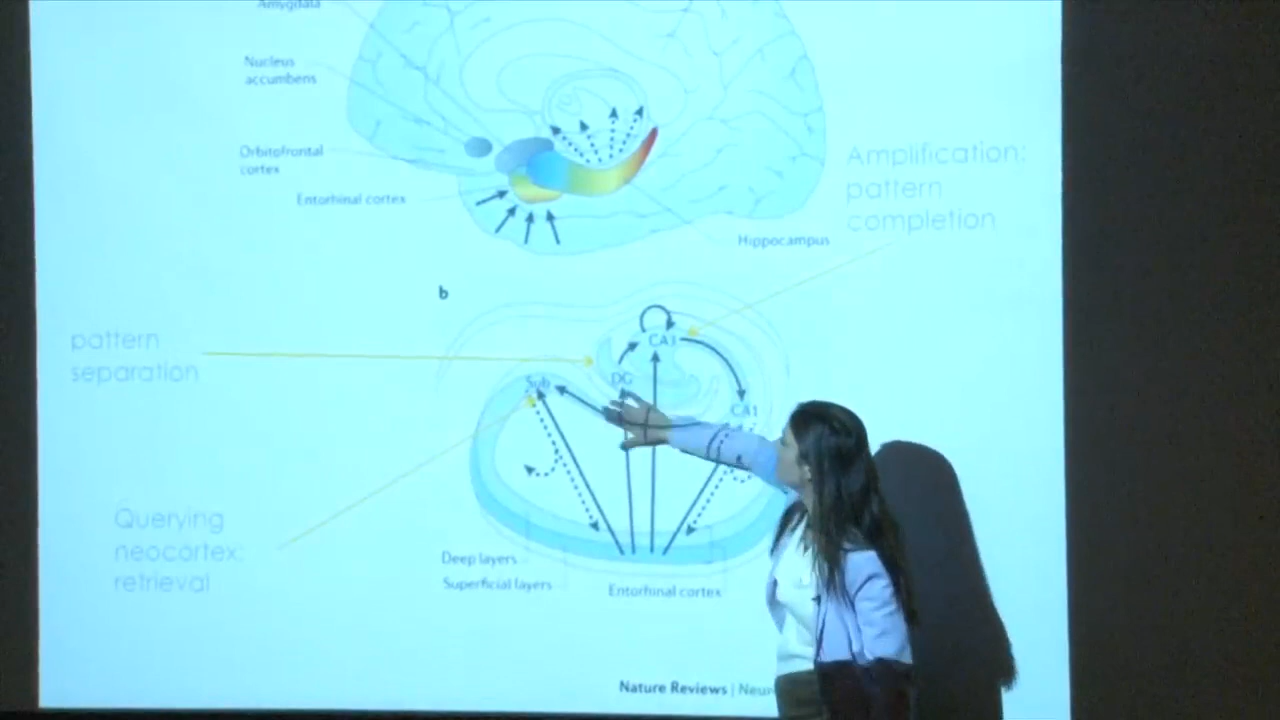 Amygdala
Nucleus
accumbens
Orbitofrontal
cortex
Entorhinal cortex
Amplification;
pattern
completion
Hippocampus
b
pattern
separation
CA3
DG
Sub
CA1
Querying
neocortex;
retrieval
Deep layers
Superficial layers
Entorhinal cortex
Nature Reviews |